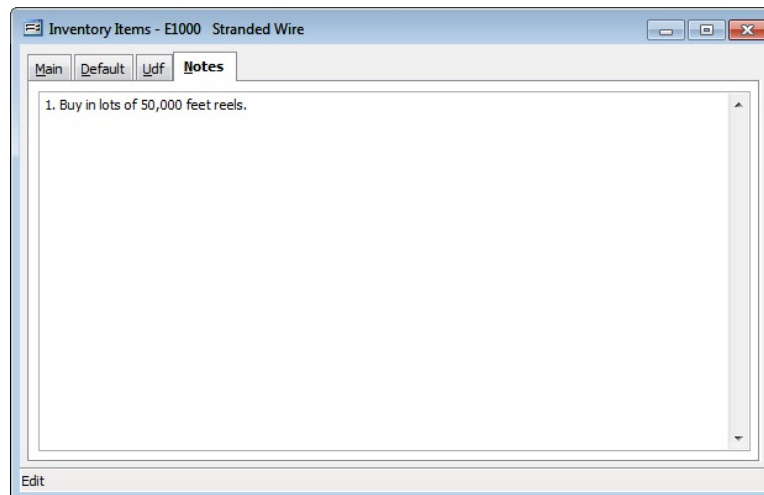 Inventory Items - E1000   Stranded Wire
Main Default Udf Notes
1. Buy in lots of 50,000 feet reels.
Edit